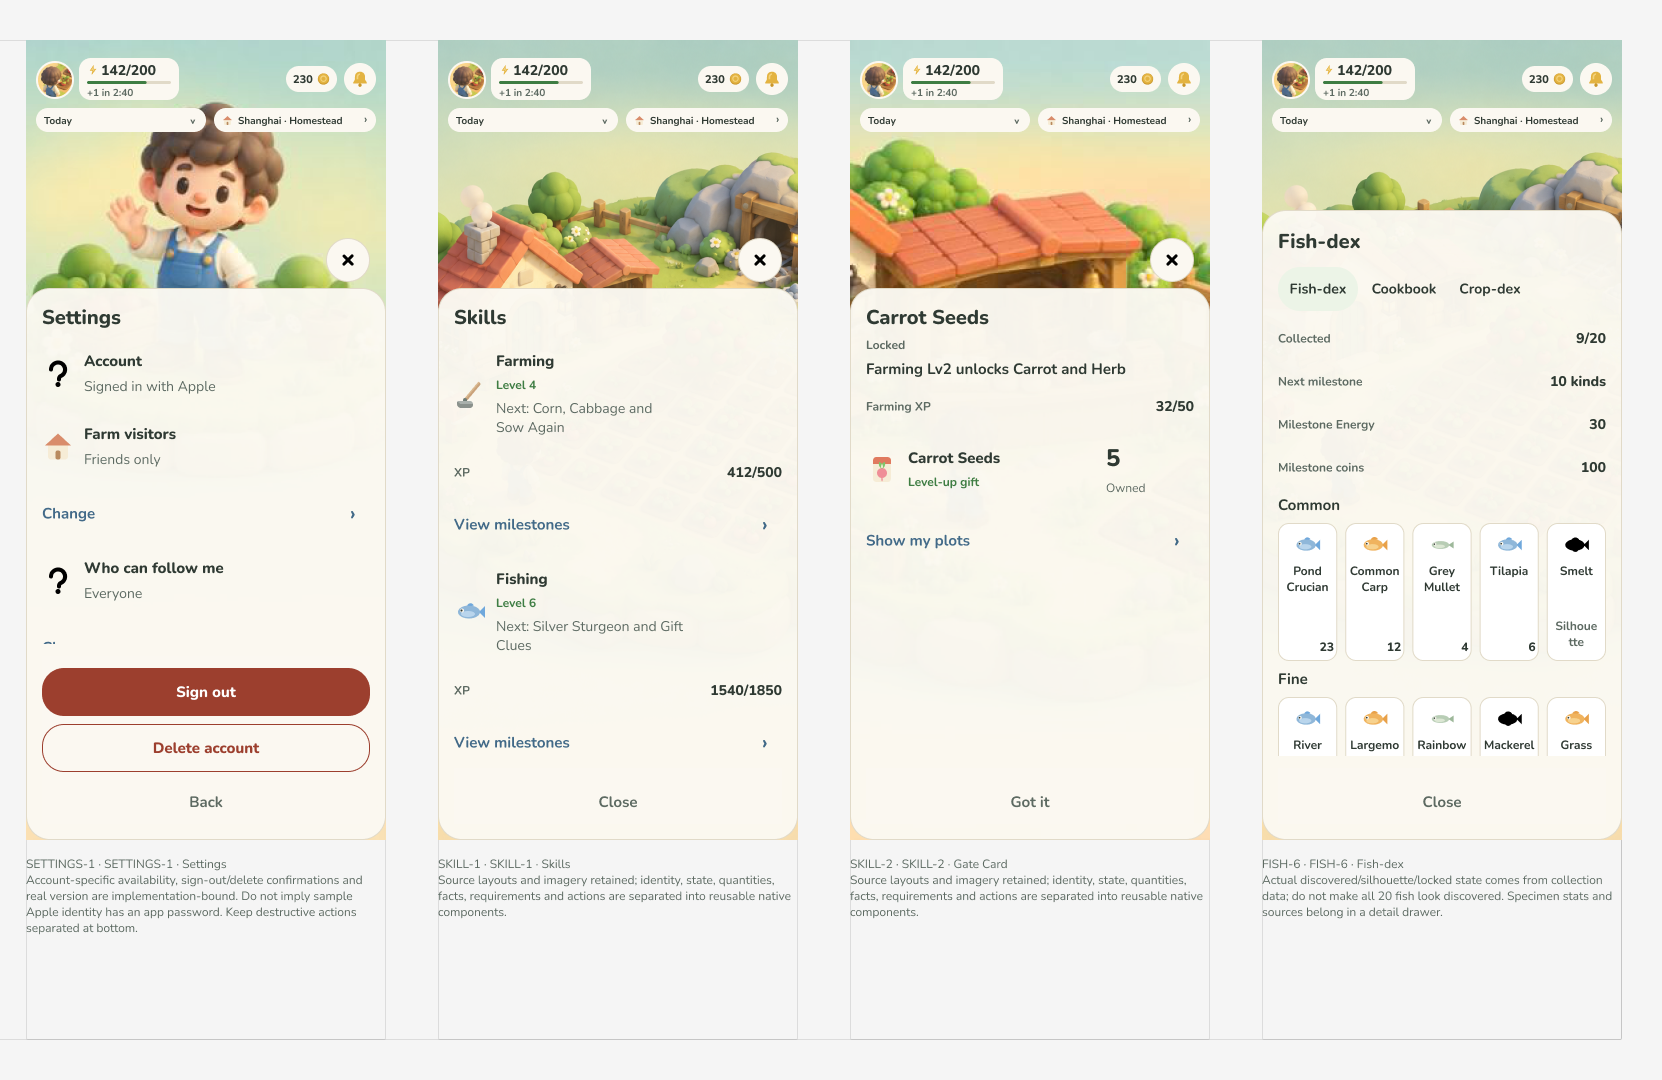 142/200
+1 in 2:40
230
Today
Shanghai · Homestead
Settings
Account
Signed in with Apple
Farm visitors
Friends only
Change
Who can follow me
Everyone
Sign out
Delete account
Back
SETTINGS-1 · SETTINGS-1 · Settings
Account-specific availability, sign-out/delete confirmations and
real version are implementation-bound. Do not imply sample
Apple identity has an app password. Keep destructive actions
separated at bottom.
142/200
+1 in 2:40
230
Today
Shanghai · Homestead
Skills
Farming
Level 4
Next: Corn, Cabbage and
Sow Again
XP
412/500
View milestones
Fishing
Level 6
Next: Silver Sturgeon and Gift
Clues
XP
1540/1850
View milestones
Close
SKILL-1 · SKILL-1 · Skills
Source layouts and imagery retained; identity, state, quantities,
facts, requirements and actions are separated into reusable native
components.
142/200
+1 in 2:40
230
Today
Shanghai · Homestead
Carrot Seeds
Locked
Farming Lv2 unlocks Carrot and Herb
Farming XP
32/50
Carrot Seeds
Level-up gift
5
Owned
Show my plots
Got it
SKILL-2 · SKILL-2 · Gate Card
Source layouts and imagery retained; identity, state, quantities,
facts, requirements and actions are separated into reusable native
components.
142/200
+1 in 2:40
230
Today
Shanghai · Homestead
Fish-dex
Fish-dex Cookbook Crop-dex
Collected
9/20
Next milestone
10 kinds
Milestone Energy
30
Milestone coins
100
Common
Pond
Crucian
23
Common
Carp
12
Grey
Mullet
4
Tilapia
6
Smelt
Silhoue
tte
Fine
River
Largemo
Rainbow
Mackerel
Grass
Close
FISH-6 · FISH-6 · Fish-dex
Actual discovered/silhouette/locked state comes from collection
data; do not make all 20 fish look discovered. Specimen stats and
sources belong in a detail drawer.